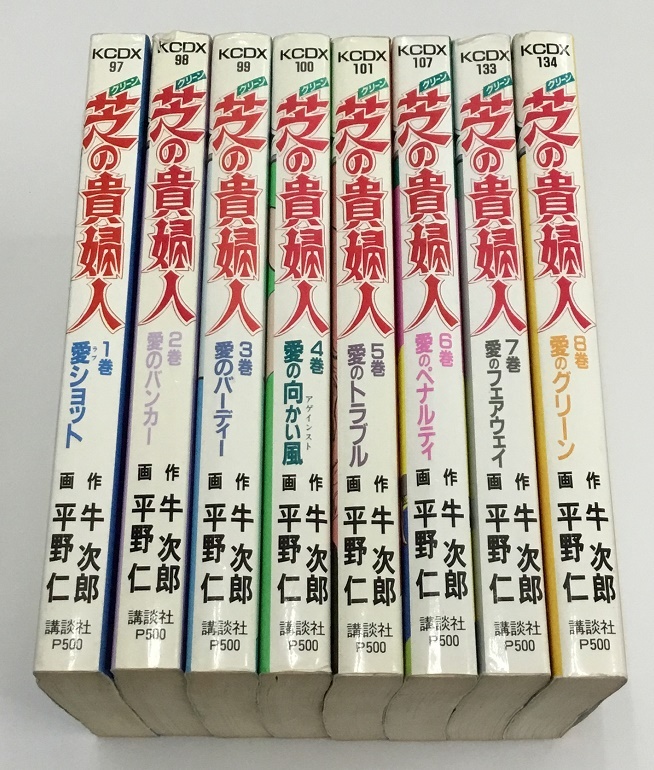 KCDX
97
グリーン
芝の貴婦人
1巻
ラブ
愛ショット
作 牛次郎
画 平野仁
講談社
P500
KCDX
98
グリーン
芝の貴婦人
2巻
愛のバンカー
作 牛次郎
画 平野仁
講談社
P500
KCDX
99
グリーン
芝の貴婦人
3巻
愛のバーディー
作 牛次郎
画 平野仁
講談社
P500
KCDX
100
グリーン
芝の貴婦人
4巻
アゲインスト
愛の向かい風
作 牛次郎
画 平野仁
講談社
P500
KCDX
101
グリーン
芝の貴婦人
5巻
愛のトラブル
作 牛次郎
画 平野仁
講談社
P500
KCDX
107
グリーン
芝の貴婦人
6巻
愛のペナルティ
作 牛次郎
画 平野仁
講談社
P500
KCDX
133
グリーン
芝の貴婦人
7巻
愛のフェアウェイ
作 牛次郎
画 平野仁
講談社
P500
KCDX
134
グリーン
芝の貴婦人
8巻
愛のグリーン
作 牛次郎
画 平野仁
講談社
P500